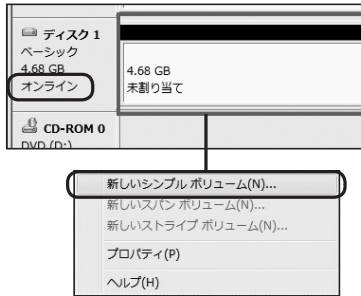 ディスク 1
ベーシック
4.68 GB
オンライン
4.68 GB
未割り当て
CD-ROM 0
DVD (D:)
新しいシンプル ボリューム(N)...
新しいスパン ボリューム(N)...
新しいストライプ ボリューム(N)...
プロパティ(P)
ヘルプ(H)